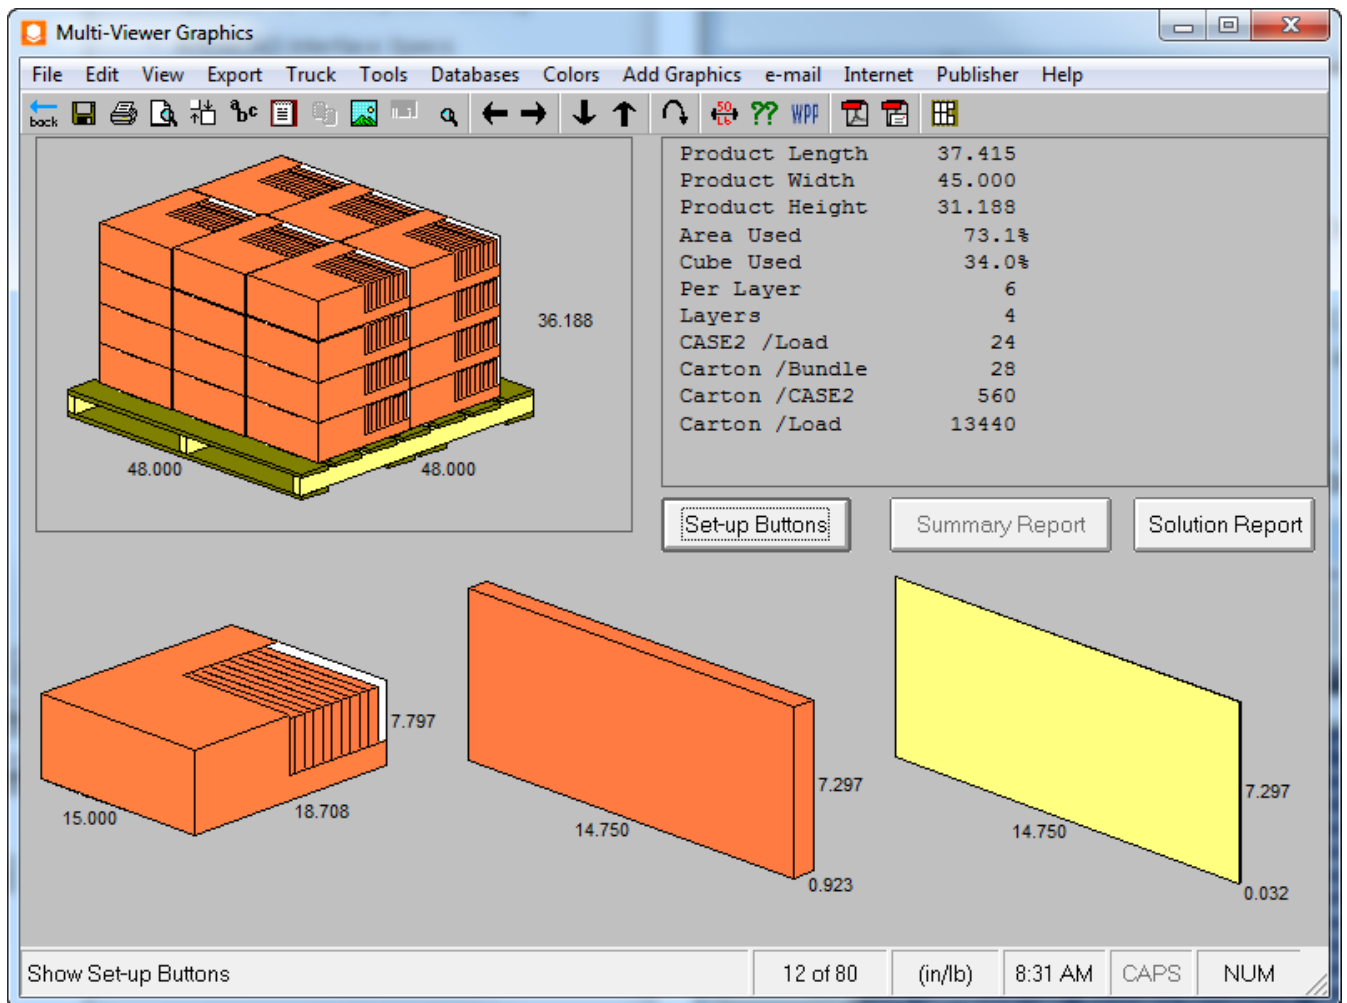 Multi-Viewer Graphics
File Edit View Export Truck Tools Databases Colors Add Graphics e-mail Internet Publisher Help
back abc 50 Lb ?? WPP
Product Length 37.415
Product Width 45.000
Product Height 31.188
Area Used 73.1%
Cube Used 34.0%
Per Layer 6
Layers 4
CASE2 /Load 24
Carton /Bundle 28
Carton /CASE2 560
Carton /Load 13440
36.188
48.000 48.000
Set-up Buttons Summary Report Solution Report
7.797
15.000 18.708
7.297
14.750
0.923
7.297
14.750
0.032
Show Set-up Buttons 12 of 80 (in/lb) 8:31 AM CAPS NUM